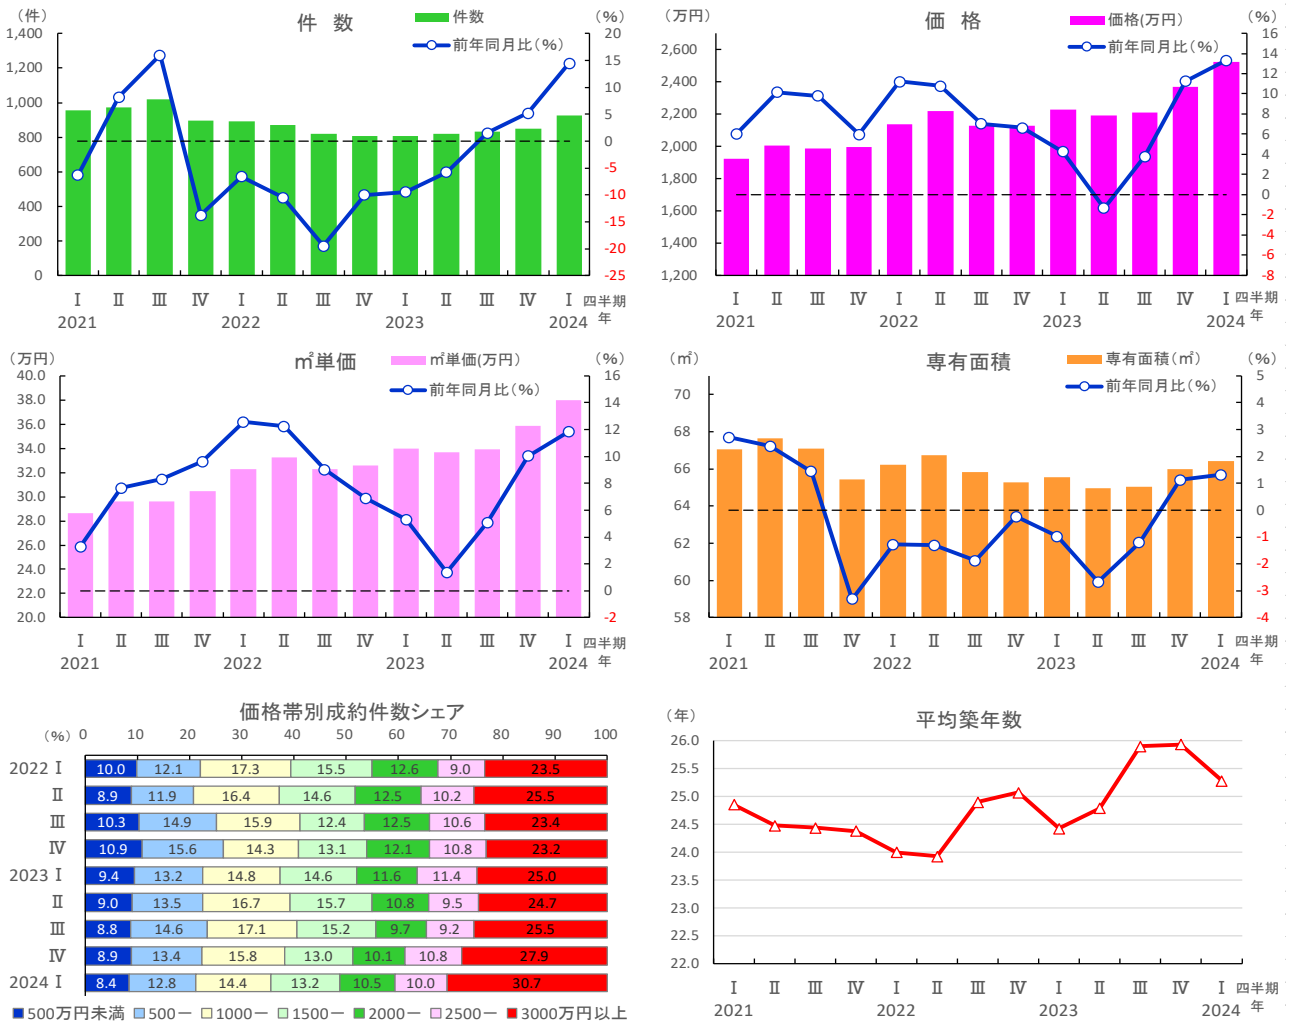 (件) 件　数 件数 (%)
前年同月比(%)
1,400 20
1,200 15
1,000 10
800 5
600 0
400 -5
200 -10
0 -15
-20
-25
Ⅰ Ⅱ Ⅲ Ⅳ Ⅰ Ⅱ Ⅲ Ⅳ Ⅰ Ⅱ Ⅲ Ⅳ Ⅰ 四半期
2021 2022 2023 2024 年
(万円) 価　格 価格(万円) (%)
前年同月比(%)
2,600 16
2,400 14
2,200 12
2,000 10
1,800 8
1,600 6
1,400 4
1,200 2
0
-2
-4
-6
-8
Ⅰ Ⅱ Ⅲ Ⅳ Ⅰ Ⅱ Ⅲ Ⅳ Ⅰ Ⅱ Ⅲ Ⅳ Ⅰ 四半期
2021 2022 2023 2024 年
(万円) ㎡単価 ㎡単価(万円) (%)
前年同月比(%)
40.0 16
38.0 14
36.0 12
34.0 10
32.0 8
30.0 6
28.0 4
26.0 2
24.0 0
22.0 -2
20.0
Ⅰ Ⅱ Ⅲ Ⅳ Ⅰ Ⅱ Ⅲ Ⅳ Ⅰ Ⅱ Ⅲ Ⅳ Ⅰ 四半期
2021 2022 2023 2024 年
(㎡) 専有面積 専有面積(㎡) (%)
前年同月比(%)
70 5
68 4
66 3
64 2
62 1
60 0
58 -1
-2
-3
-4
Ⅰ Ⅱ Ⅲ Ⅳ Ⅰ Ⅱ Ⅲ Ⅳ Ⅰ Ⅱ Ⅲ Ⅳ Ⅰ 四半期
2021 2022 2023 2024 年
価格帯別成約件数シェア
(%) 0 10 20 30 40 50 60 70 80 90 100
2022 Ⅰ 10.0 12.1 17.3 15.5 12.6 9.0 23.5
Ⅱ 8.9 11.9 16.4 14.6 12.5 10.2 25.5
Ⅲ 10.3 14.9 15.9 12.4 12.5 10.6 23.4
Ⅳ 10.9 15.6 14.3 13.1 12.1 10.8 23.2
2023 Ⅰ 9.4 13.2 14.8 14.6 11.6 11.4 25.0
Ⅱ 9.0 13.5 16.7 15.7 10.8 9.5 24.7
Ⅲ 8.8 14.6 17.1 15.2 9.7 9.2 25.5
Ⅳ 8.9 13.4 15.8 13.0 10.1 10.8 27.9
2024 Ⅰ 8.4 12.8 14.4 13.2 10.5 10.0 30.7
500万円未満 500ー 1000ー 1500ー 2000ー 2500ー 3000万円以上
(年) 平均築年数
26.0
25.5
25.0
24.5
24.0
23.5
23.0
22.5
22.0
Ⅰ Ⅱ Ⅲ Ⅳ Ⅰ Ⅱ Ⅲ Ⅳ Ⅰ Ⅱ Ⅲ Ⅳ Ⅰ 四半期
2021 2022 2023 2024 年